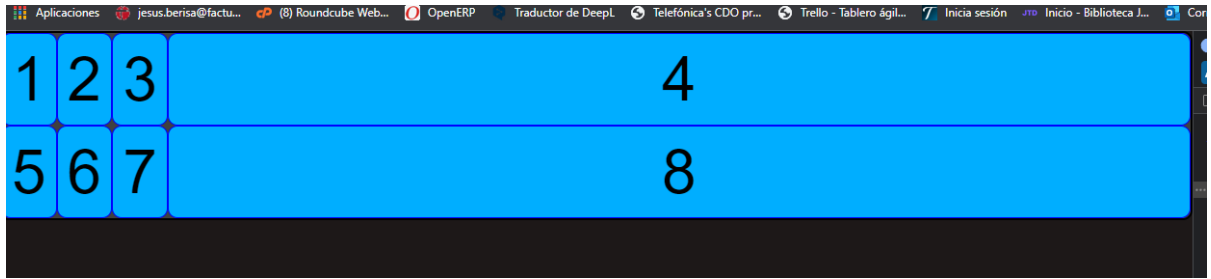 Aplicaciones jesus.berisa@factu... (8) Roundcube Web... OpenERP Traductor de DeepL Telefónica's CDO pr... Trello - Tablero ágil... Inicia sesión JTD Inicio - Biblioteca J... Cor
1 2 3 4
5 6 7 8